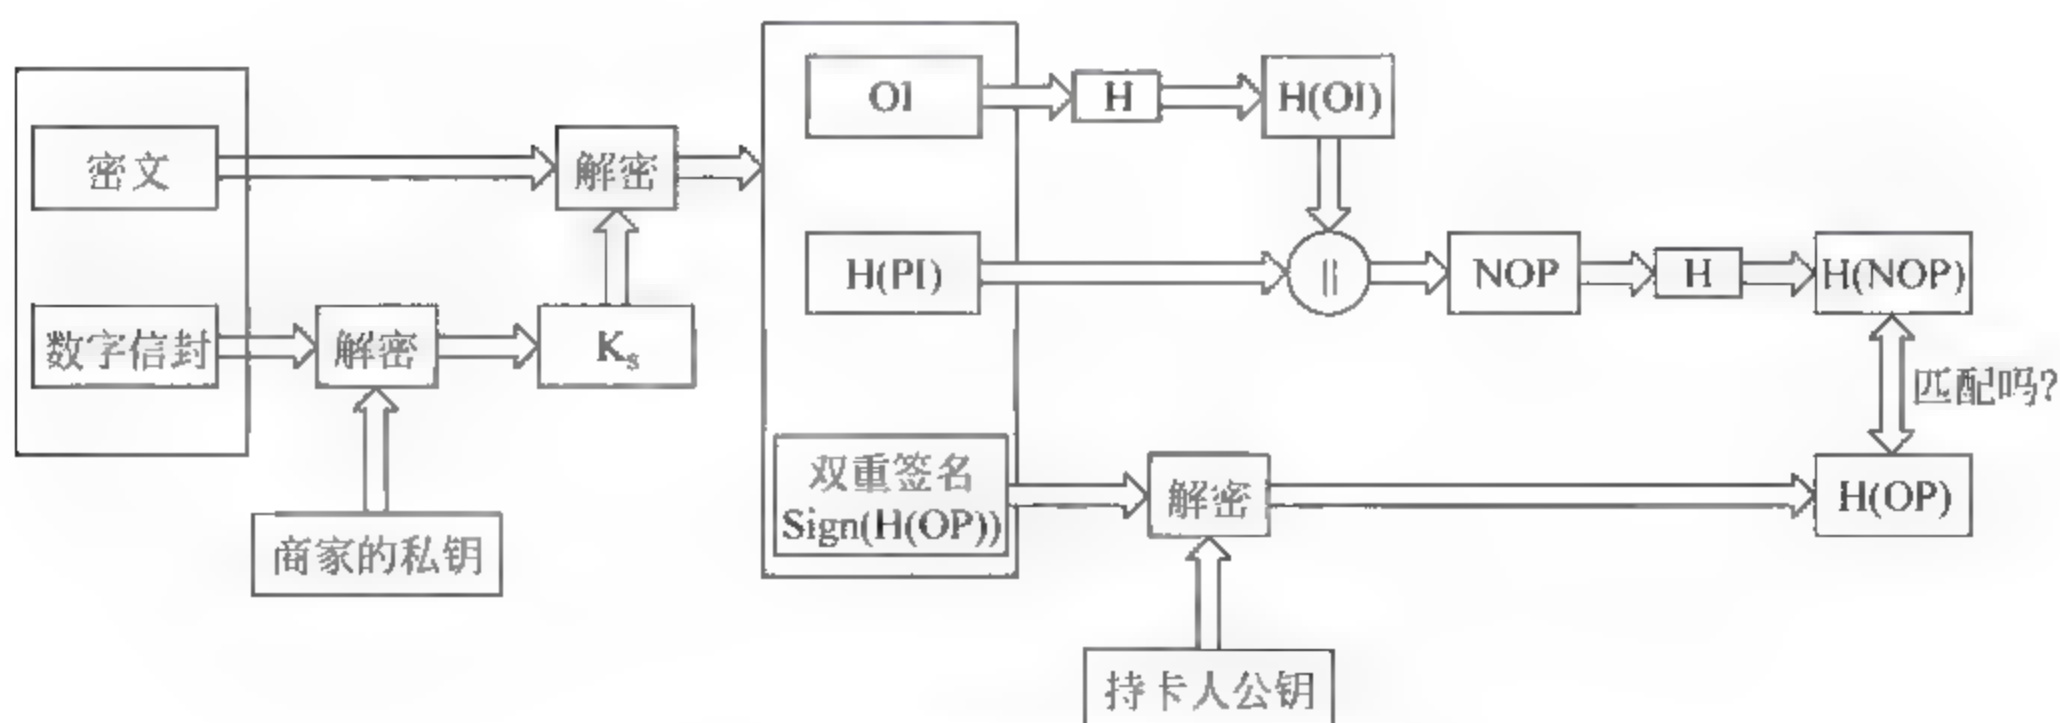 OI
H
H(OI)
密文
解密
H(PI)
||
NOP
H
H(NOP)
数字信封
解密
Ks
匹配吗?
双重签名
Sign(H(OP))
解密
H(OP)
商家的私钥
持卡人公钥